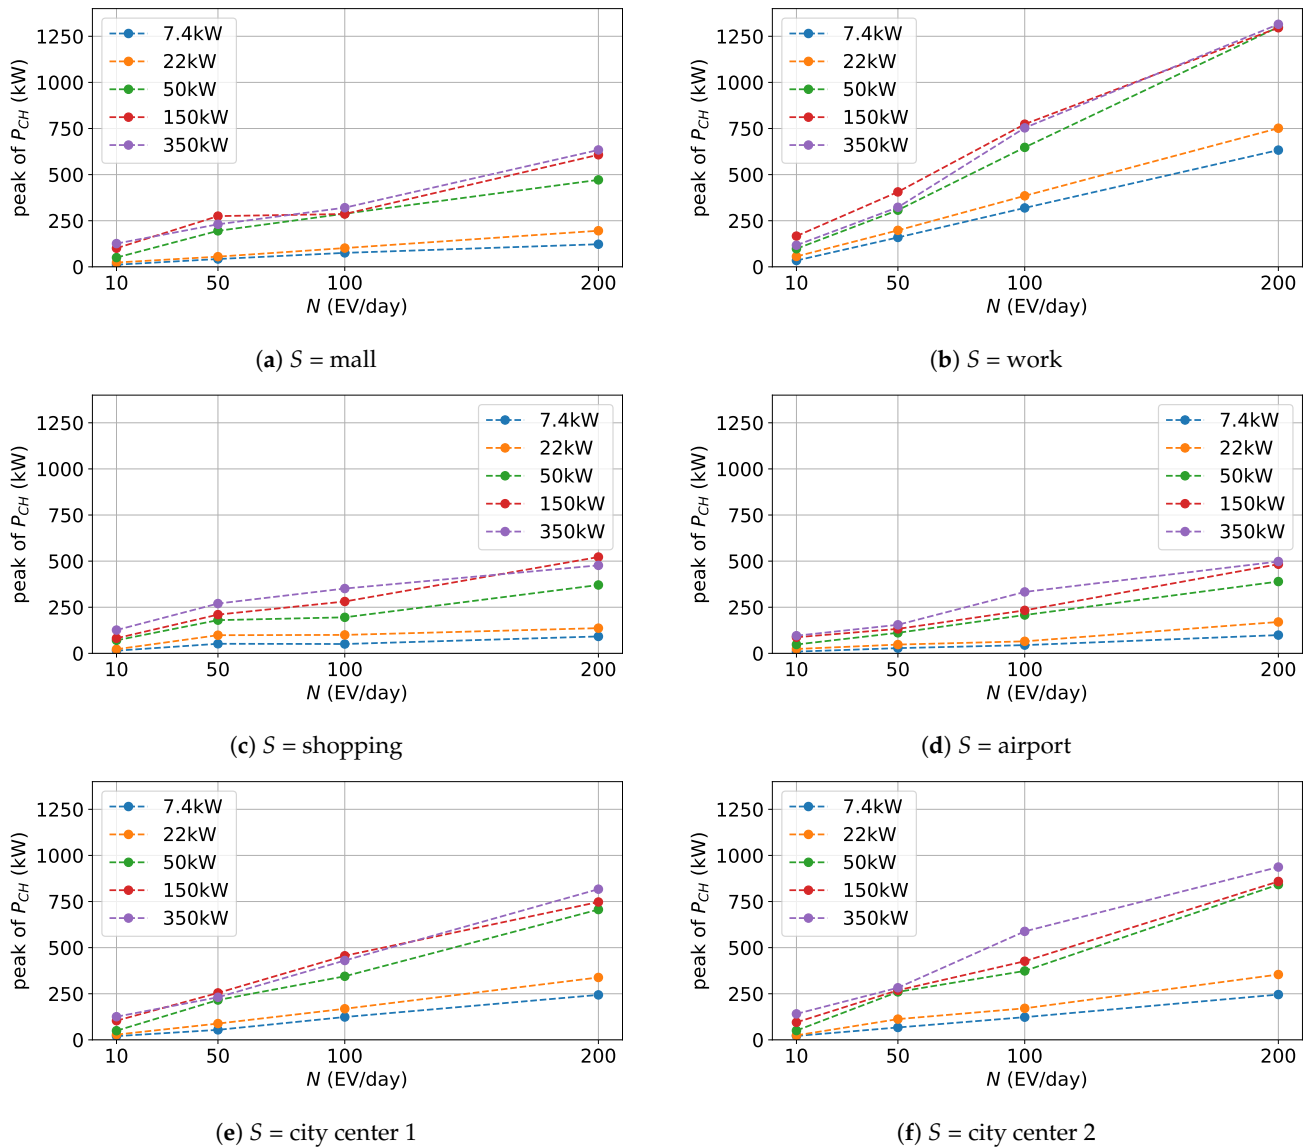 1250
1000
750
500
250
0
peak of P_CH (kW)
7.4kW
22kW
50kW
150kW
350kW
10 50 100 200
N (EV/day)
(a) S = mall
1250
1000
750
500
250
0
peak of P_CH (kW)
7.4kW
22kW
50kW
150kW
350kW
10 50 100 200
N (EV/day)
(b) S = work
1250
1000
750
500
250
0
peak of P_CH (kW)
7.4kW
22kW
50kW
150kW
350kW
10 50 100 200
N (EV/day)
(c) S = shopping
1250
1000
750
500
250
0
peak of P_CH (kW)
7.4kW
22kW
50kW
150kW
350kW
10 50 100 200
N (EV/day)
(d) S = airport
1250
1000
750
500
250
0
peak of P_CH (kW)
7.4kW
22kW
50kW
150kW
350kW
10 50 100 200
N (EV/day)
(e) S = city center 1
1250
1000
750
500
250
0
peak of P_CH (kW)
7.4kW
22kW
50kW
150kW
350kW
10 50 100 200
N (EV/day)
(f) S = city center 2